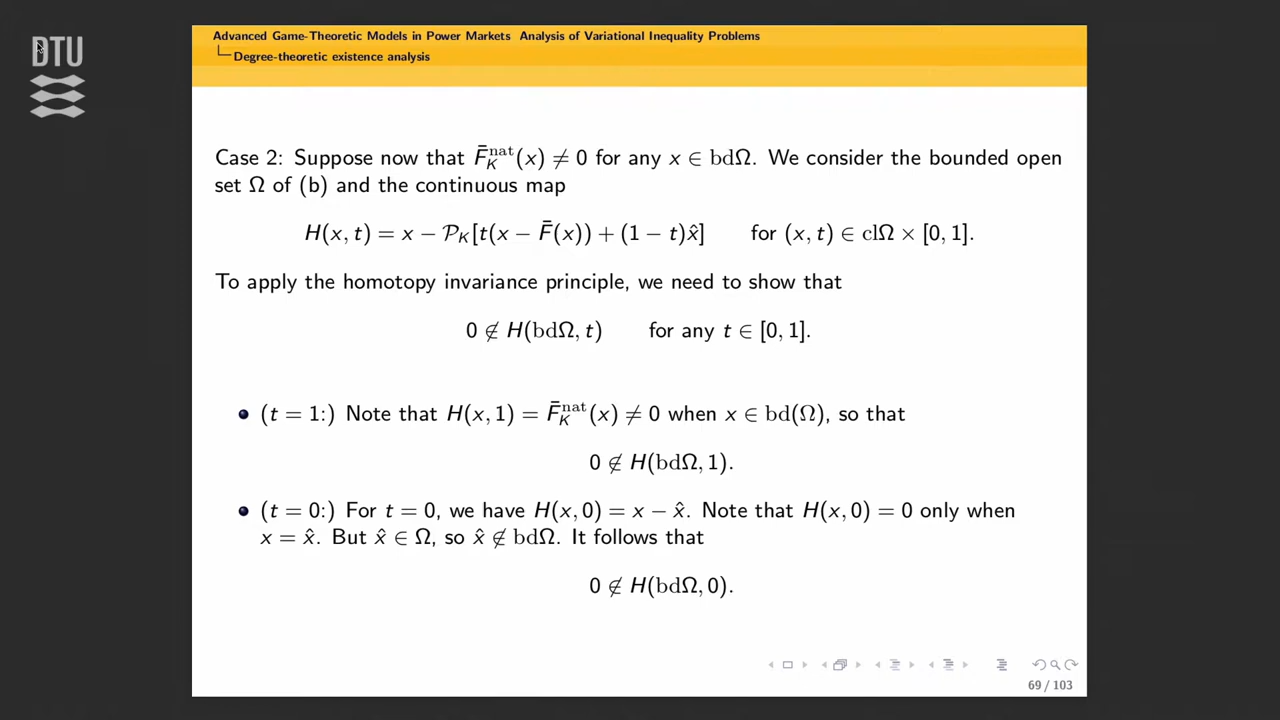 DTU
Advanced Game-Theoretic Models in Power Markets Analysis of Variational Inequality Problems
Degree-theoretic existence analysis
Case 2: Suppose now that F̄_K^nat(x) ≠ 0 for any x ∈ bdΩ. We consider the bounded open
set Ω of (b) and the continuous map
H(x, t) = x − P_K[t(x − F̄(x)) + (1 − t)x̂] for (x, t) ∈ clΩ × [0, 1].
To apply the homotopy invariance principle, we need to show that
0 ∉ H(bdΩ, t) for any t ∈ [0, 1].
• (t = 1:) Note that H(x, 1) = F̄_K^nat(x) ≠ 0 when x ∈ bd(Ω), so that
0 ∉ H(bdΩ, 1).
• (t = 0:) For t = 0, we have H(x, 0) = x − x̂. Note that H(x, 0) = 0 only when
x = x̂. But x̂ ∈ Ω, so x̂ ∉ bdΩ. It follows that
0 ∉ H(bdΩ, 0).
69 / 103